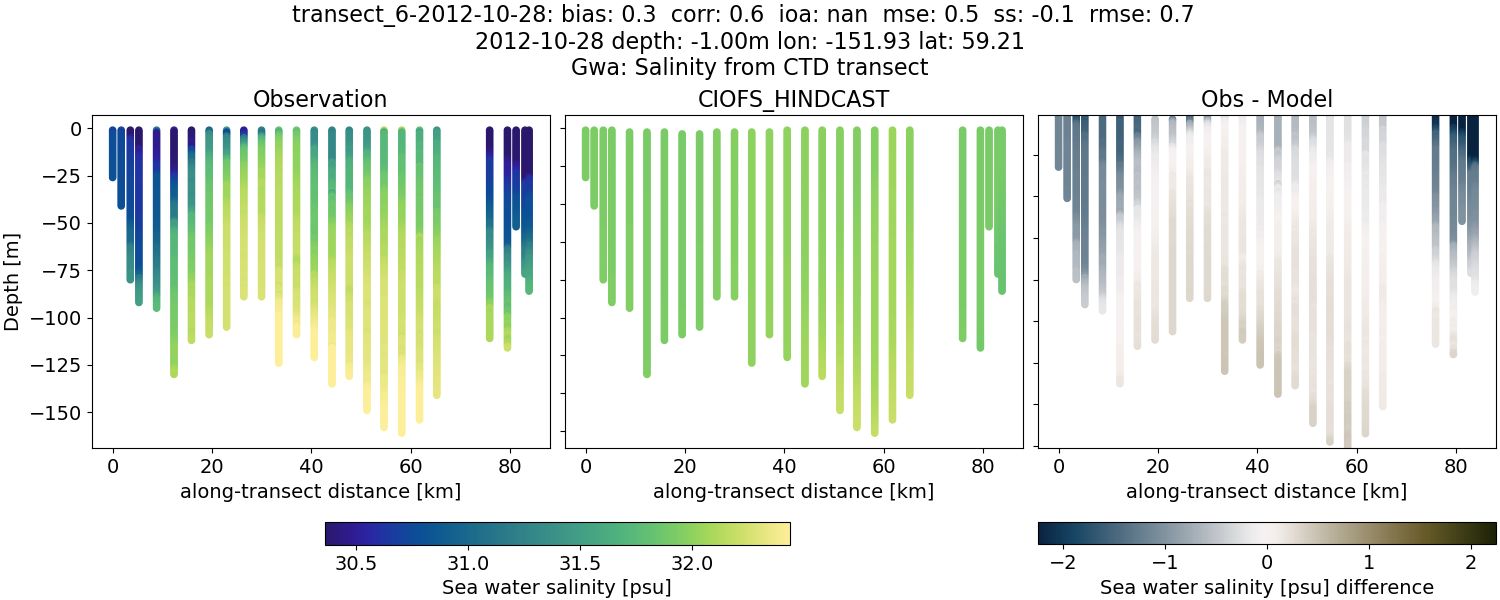 transect_6-2012-10-28: bias: 0.3  corr: 0.6  ioa: nan  mse: 0.5  ss: -0.1  rmse: 0.7
2012-10-28 depth: -1.00m lon: -151.93 lat: 59.21
Gwa: Salinity from CTD transect
Observation
CIOFS_HINDCAST
Obs - Model
Depth [m]
0
−25
−50
−75
−100
−125
−150
0 20 40 60 80
0 20 40 60 80
0 20 40 60 80
along-transect distance [km]
along-transect distance [km]
along-transect distance [km]
30.5 31.0 31.5 32.0
Sea water salinity [psu]
−2 −1 0 1 2
Sea water salinity [psu] difference